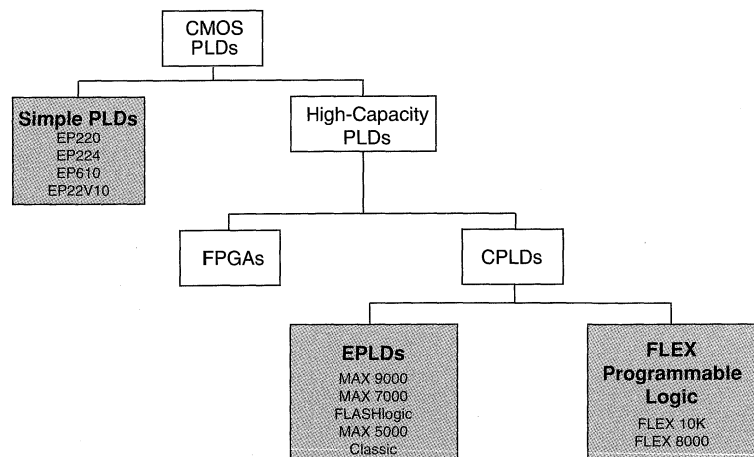 CMOS
PLDs
Simple PLDs
EP220
EP224
EP610
EP22V10
High-Capacity
PLDs
FPGAs
CPLDs
EPLDs
MAX 9000
MAX 7000
FLASHlogic
MAX 5000
Classic
FLEX
Programmable
Logic
FLEX 10K
FLEX 8000